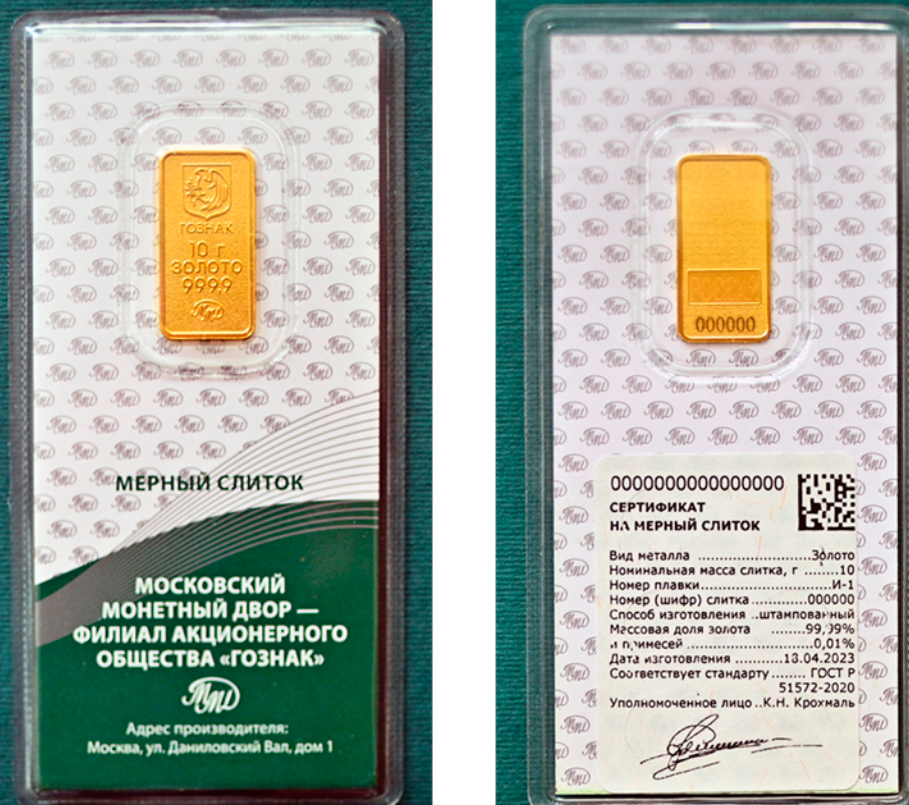 ГОЗНАК
10 г
ЗОЛОТО
999,9
МЕРНЫЙ СЛИТОК
МОСКОВСКИЙ
МОНЕТНЫЙ ДВОР —
ФИЛИАЛ АКЦИОНЕРНОГО
ОБЩЕСТВА «ГОЗНАК»
Адрес производителя:
Москва, ул. Даниловский Вал, дом 1
000000
0000000000000000
СЕРТИФИКАТ
НА МЕРНЫЙ СЛИТОК
Вид металла ....................Золото
Номинальная масса слитка, г .......10
Номер плавки......................И-1
Номер (шифр) слитка............000000
Способ изготовления ..штампованный
Массовая доля золота ......99,99%
и примесей ......................0,01%
Дата изготовления ...........18.04.2023
Соответствует стандарту ........ ГОСТ Р
51572-2020
Уполномоченное лицо ..К.Н. Крохмаль